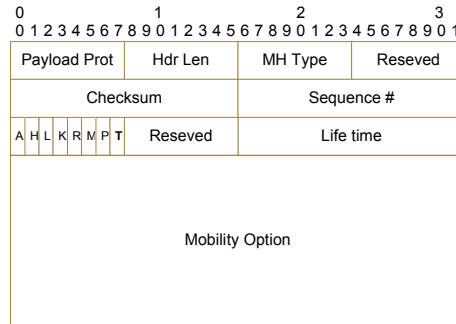 0 1 2 3
0 1 2 3 4 5 6 7 8 9 0 1 2 3 4 5 6 7 8 9 0 1 2 3 4 5 6 7 8 9 0 1
Payload Prot Hdr Len MH Type Reseved
Checksum Sequence #
A H L K R M P T Reseved Life time
Mobility Option